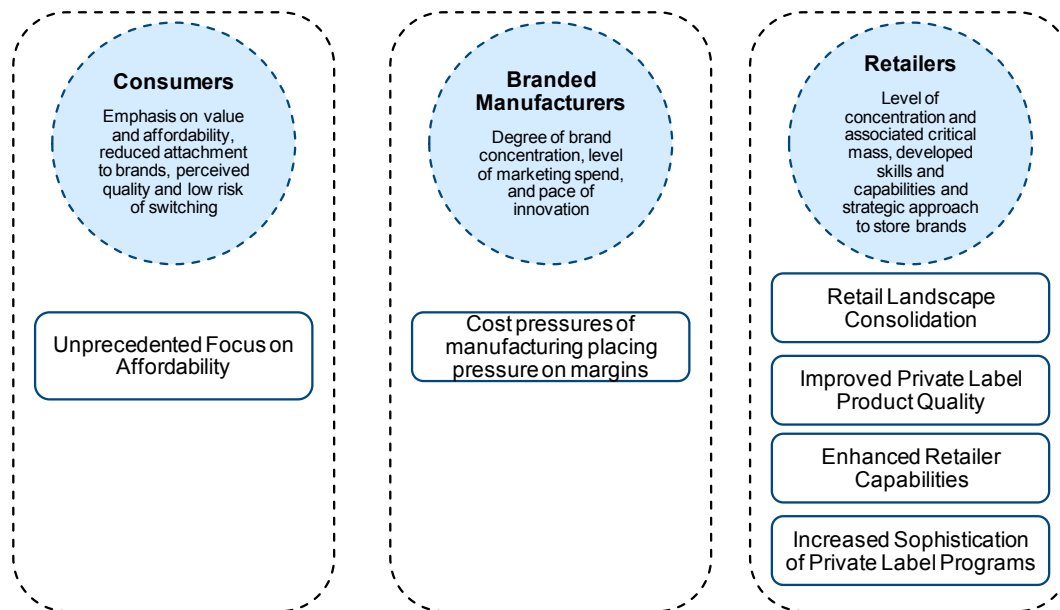 Consumers
Emphasis on value
and affordability,
reduced attachment
to brands, perceived
quality and low risk
of switching
Unprecedented Focus on
Affordability
Branded
Manufacturers
Degree of brand
concentration, level
of marketing spend,
and pace of
innovation
Cost pressures of
manufacturing placing
pressure on margins
Retailers
Level of
concentration and
associated critical
mass, developed
skills and
capabilities and
strategic approach
to store brands
Retail Landscape
Consolidation
Improved Private Label
Product Quality
Enhanced Retailer
Capabilities
Increased Sophistication
of Private Label Programs